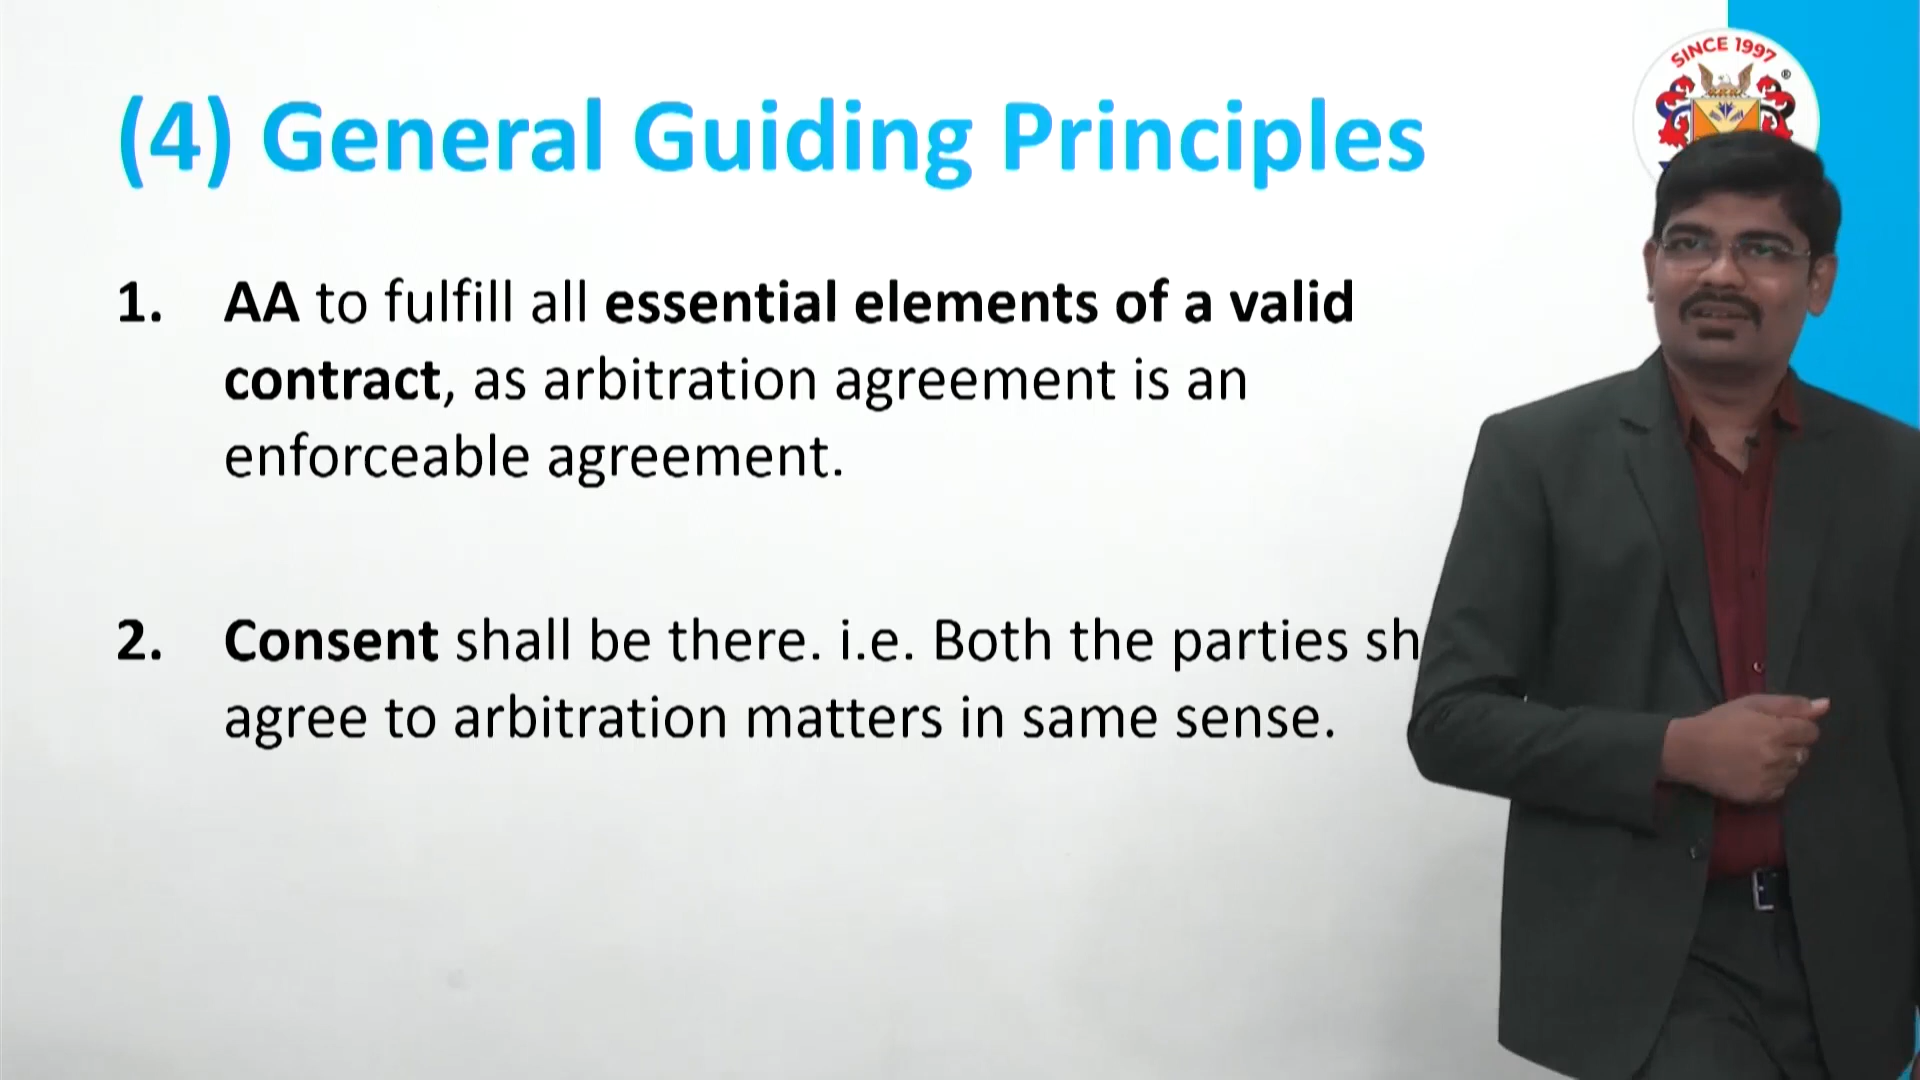 SINCE 1997
®
(4) General Guiding Principles
1. AA to fulfill all essential elements of a valid
contract, as arbitration agreement is an
enforceable agreement.
2. Consent shall be there. i.e. Both the parties sh
agree to arbitration matters in same sense.